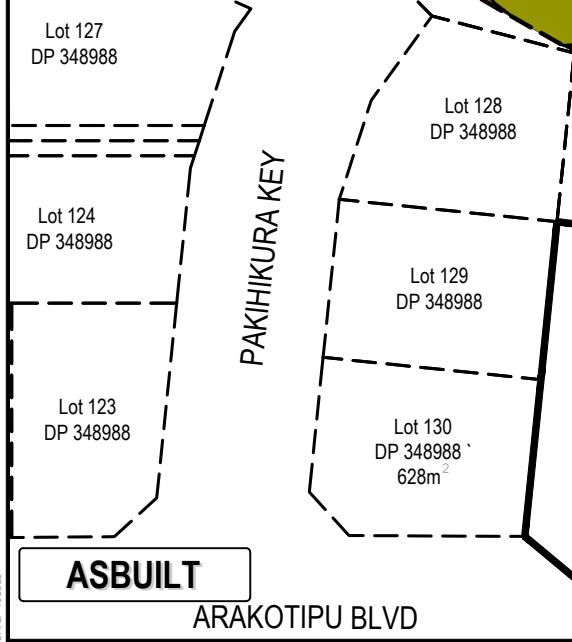 Lot 127
DP 348988
Lot 128
DP 348988
PAKIHIKURA KEY
Lot 124
DP 348988
Lot 129
DP 348988
Lot 123
DP 348988
Lot 130
DP 348988 `
628m²
ASBUILT
ARAKOTIPU BLVD